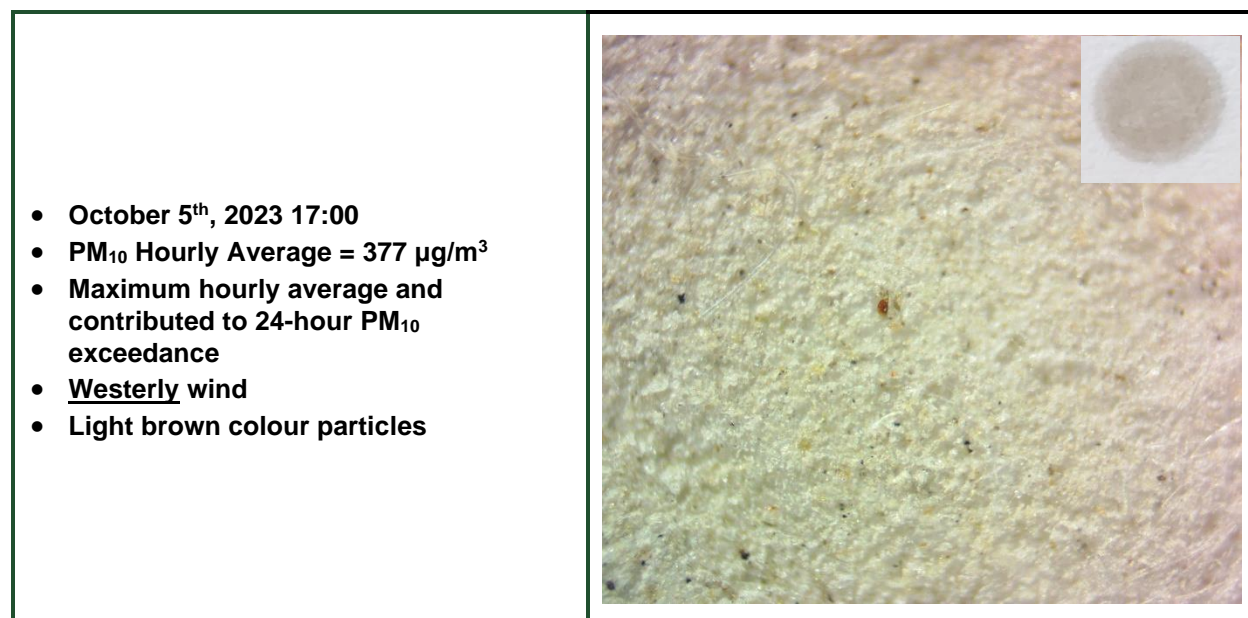 • October 5th, 2023 17:00
• PM10 Hourly Average = 377 µg/m3
• Maximum hourly average and
contributed to 24-hour PM10
exceedance
• Westerly wind
• Light brown colour particles